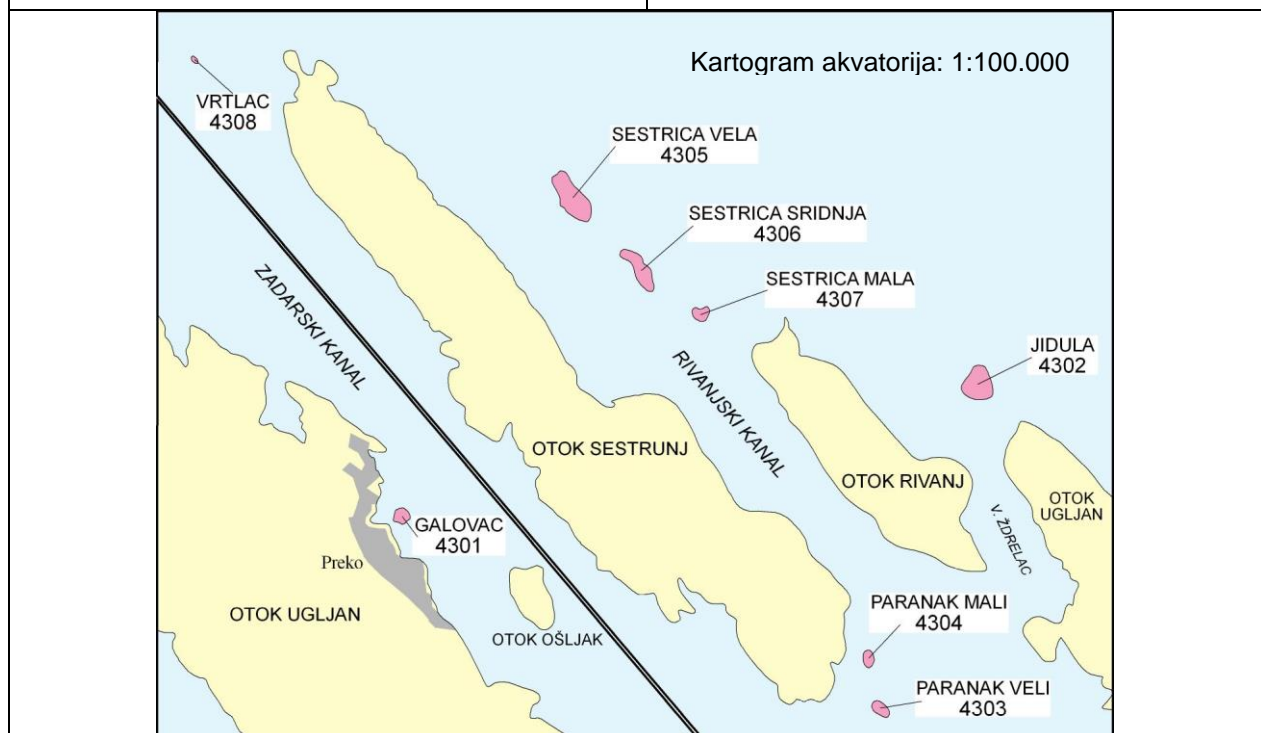 Kartogram akvatorija: 1:100.000
VRTLAC
4308
SESTRICA VELA
4305
SESTRICA SRIDNJA
4306
SESTRICA MALA
4307
JIDULA
4302
ZADARSKI KANAL
RIVANJSKI KANAL
OTOK SESTRUNJ
OTOK RIVANJ
OTOK
UGLJAN
V. ŽDRELAC
GALOVAC
4301
Preko
OTOK UGLJAN
OTOK OŠLJAK
PARANAK MALI
4304
PARANAK VELI
4303